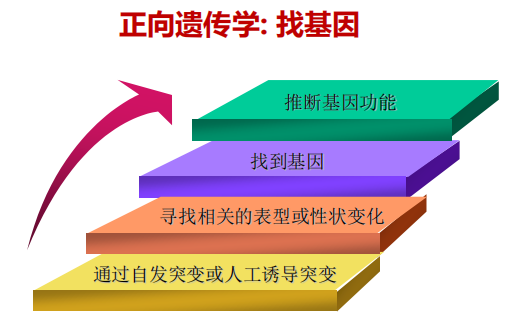 正向遗传学: 找基因
推断基因功能
找到基因
寻找相关的表型或性状变化
通过自发突变或人工诱导突变